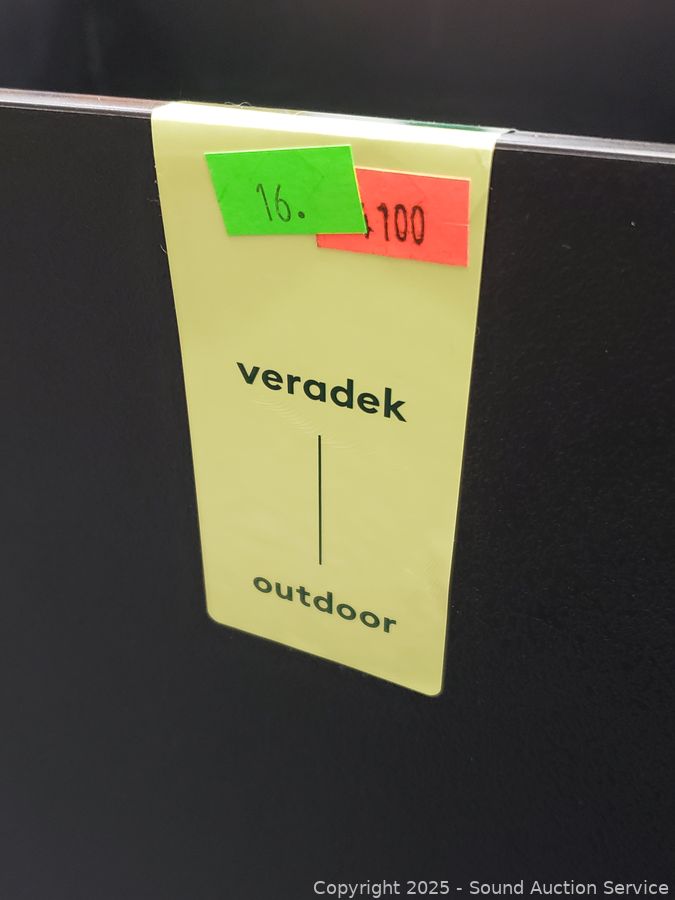 16.
100
veradek
outdoor
Copyright 2025 - Sound Auction Service